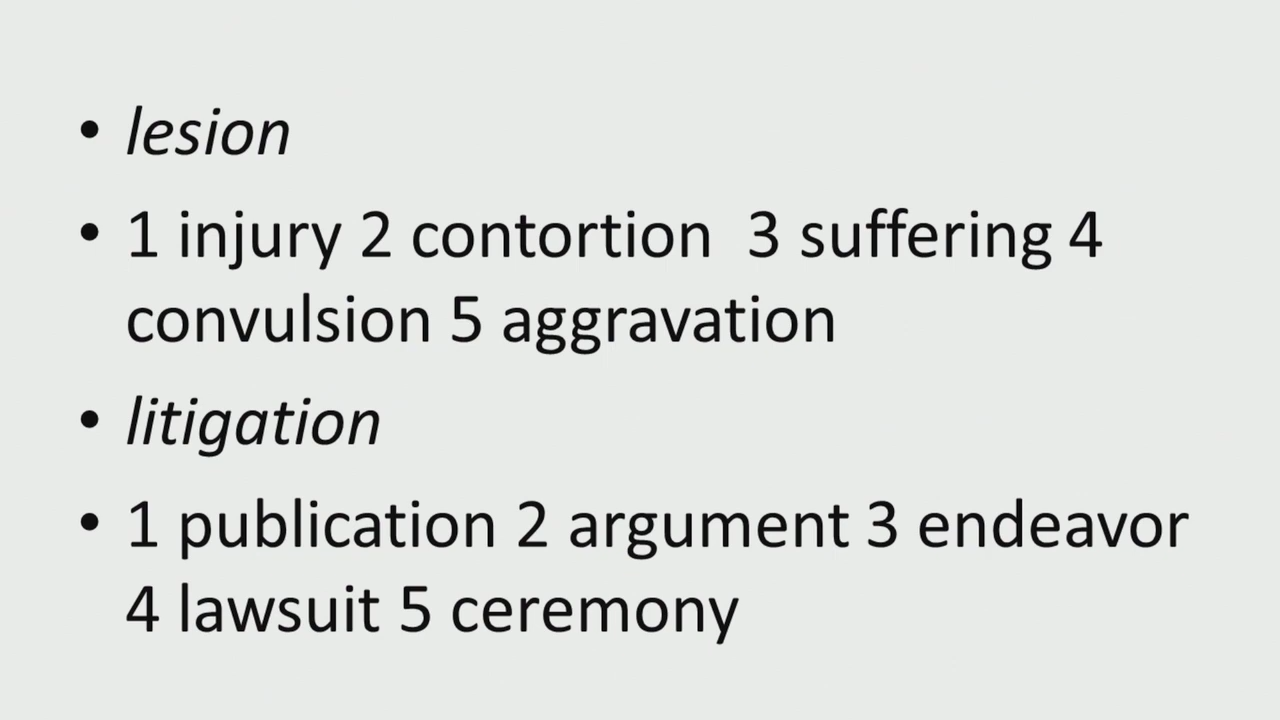 • lesion
• 1 injury 2 contortion  3 suffering 4
convulsion 5 aggravation
• litigation
• 1 publication 2 argument 3 endeavor
4 lawsuit 5 ceremony